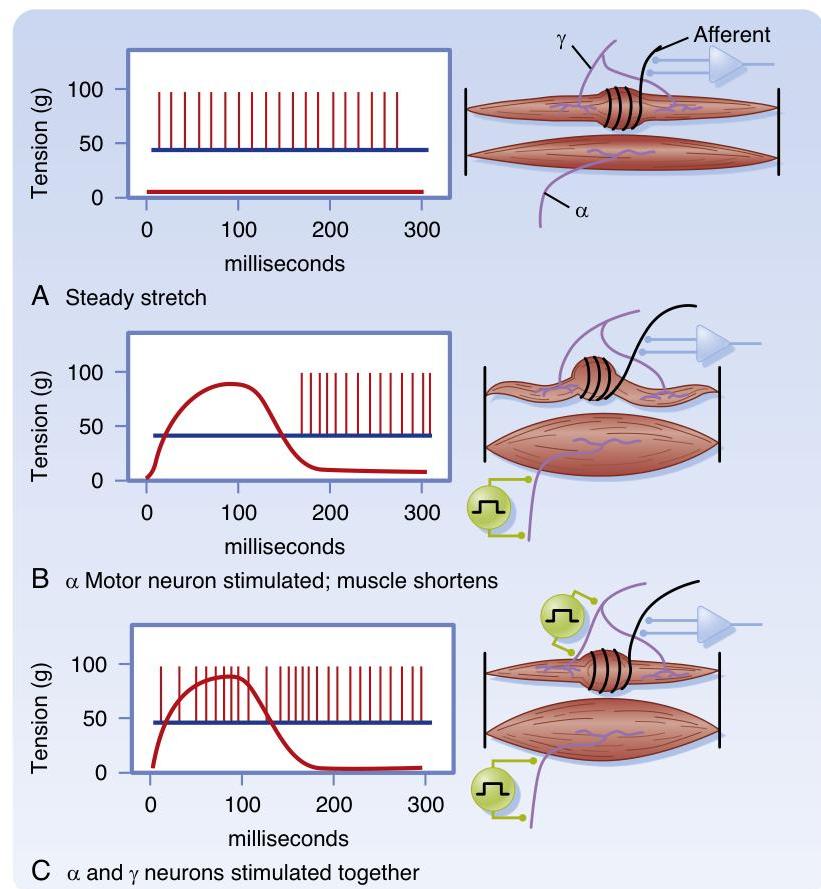 γ
Afferent
Tension (g)
100
50
0
0 100 200 300
milliseconds
α
A Steady stretch
Tension (g)
100
50
0
0 100 200 300
milliseconds
B α Motor neuron stimulated; muscle shortens
Tension (g)
100
50
0
0 100 200 300
milliseconds
C α and γ neurons stimulated together